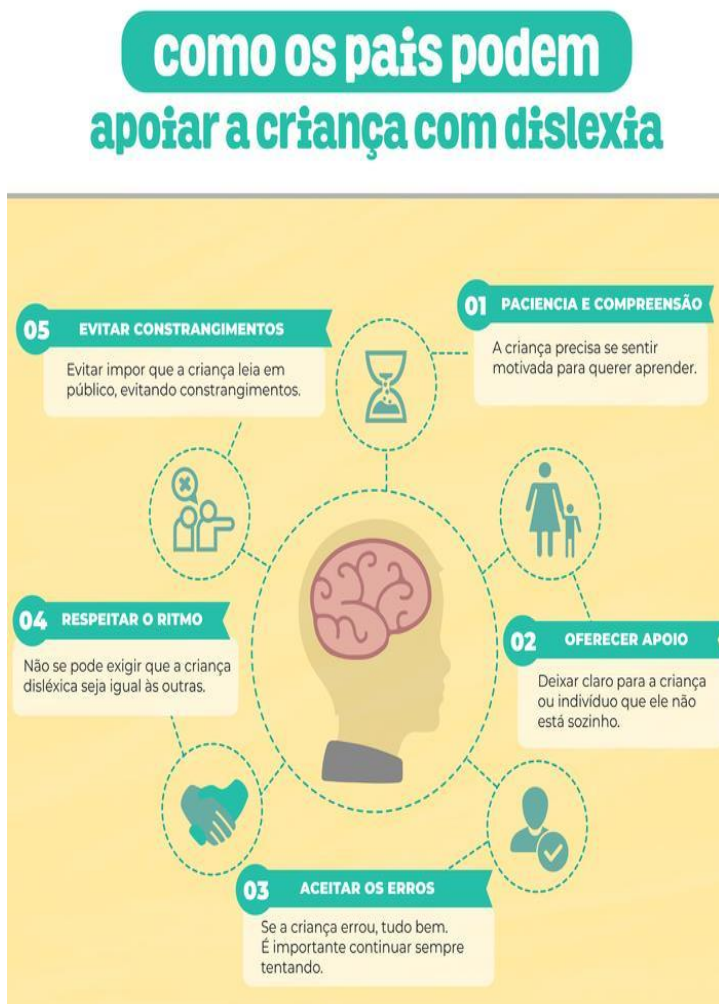 como os pais podem
apoiar a criança com dislexia
01 PACIENCIA E COMPREENSÃO
A criança precisa se sentir
motivada para querer aprender.
02 OFERECER APOIO
Deixar claro para a criança
ou indivíduo que ele não
está sozinho.
03 ACEITAR OS ERROS
Se a criança errou, tudo bem.
É importante continuar sempre
tentando.
04 RESPEITAR O RITMO
Não se pode exigir que a criança
disléxica seja igual às outras.
05 EVITAR CONSTRANGIMENTOS
Evitar impor que a criança leia em
público, evitando constrangimentos.